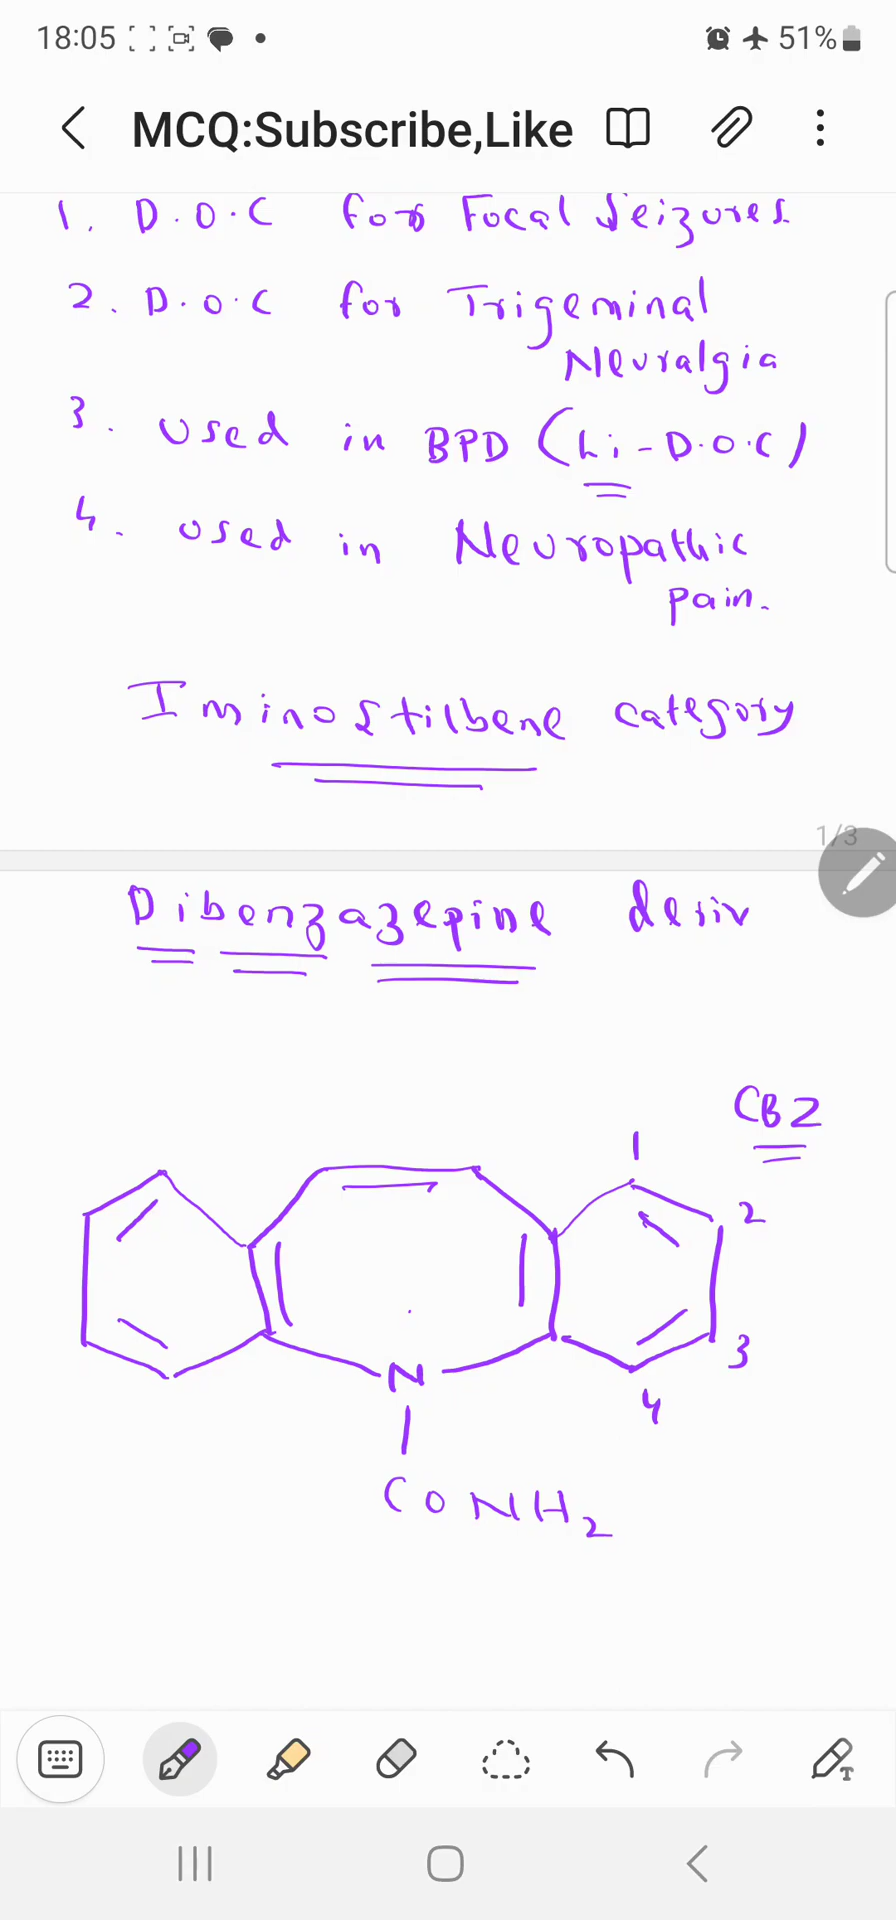 18:05
51%
MCQ:Subscribe,Like
1. D.O.C for Focal Seizures.
2. D.O.C for Trigeminal
Neuralgia
3. Used in BPD (Li-D.O.C)
4. Used in Neuropathic
pain.
Iminostilbene category
1/3
Dibenzazepine deriv
CBZ
1
2
3
N
4
CONH2
T